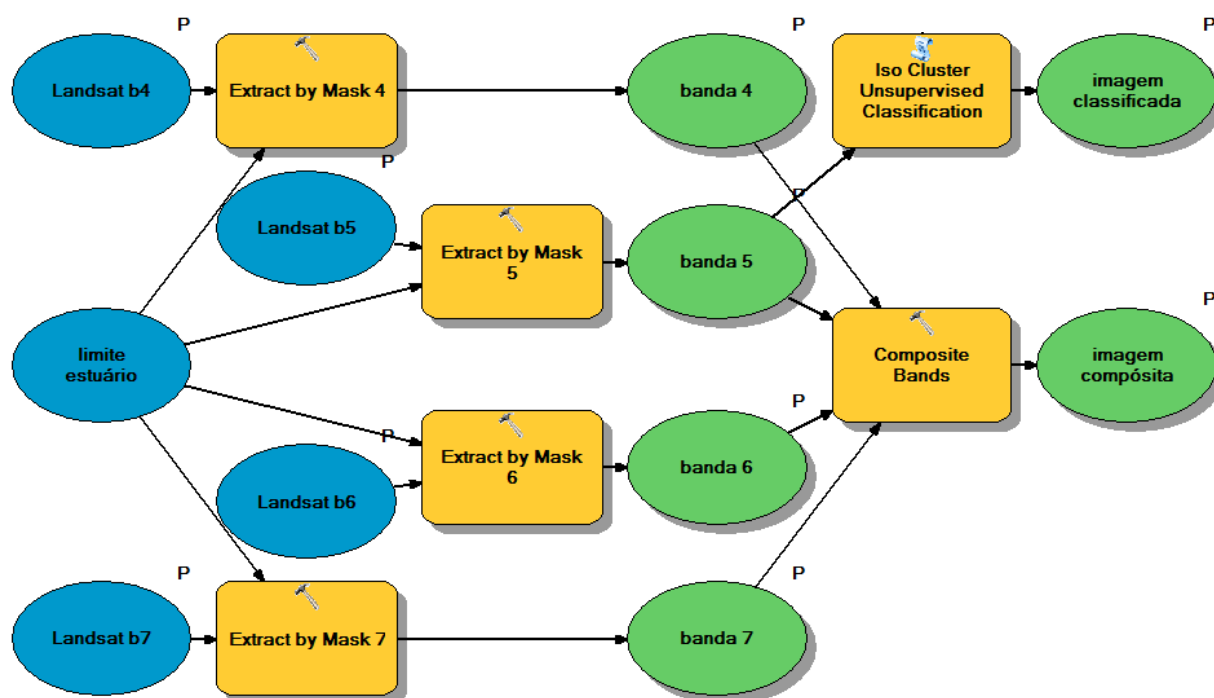 P
P
P
Landsat b4
Extract by Mask 4
banda 4
Iso Cluster
Unsupervised
Classification
imagem
classificada
P
P
Landsat b5
Extract by Mask
5
banda 5
P
limite
estuário
Composite
Bands
imagem
compósita
P
P
Landsat b6
Extract by Mask
6
banda 6
P
P
Landsat b7
Extract by Mask 7
banda 7